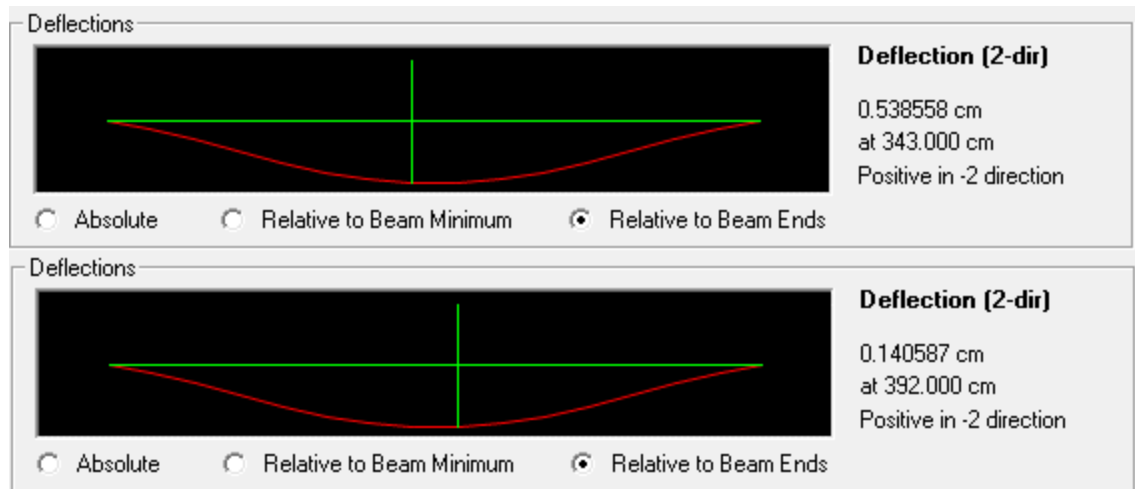 Deflections
Deflection (2-dir)
0.538558 cm
at 343.000 cm
Positive in -2 direction
Absolute Relative to Beam Minimum Relative to Beam Ends
Deflections
Deflection (2-dir)
0.140587 cm
at 392.000 cm
Positive in -2 direction
Absolute Relative to Beam Minimum Relative to Beam Ends